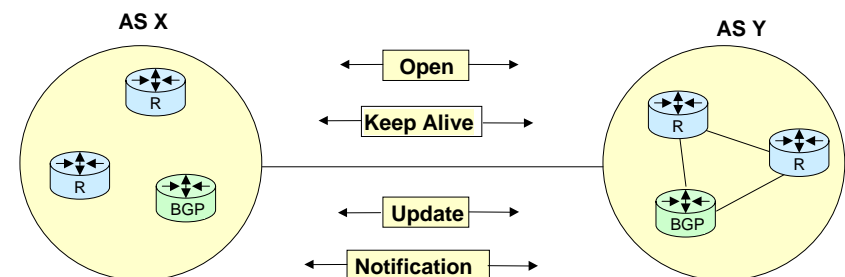 AS X
AS Y
Open
Keep Alive
Update
Notification
R
R
BGP
R
R
BGP